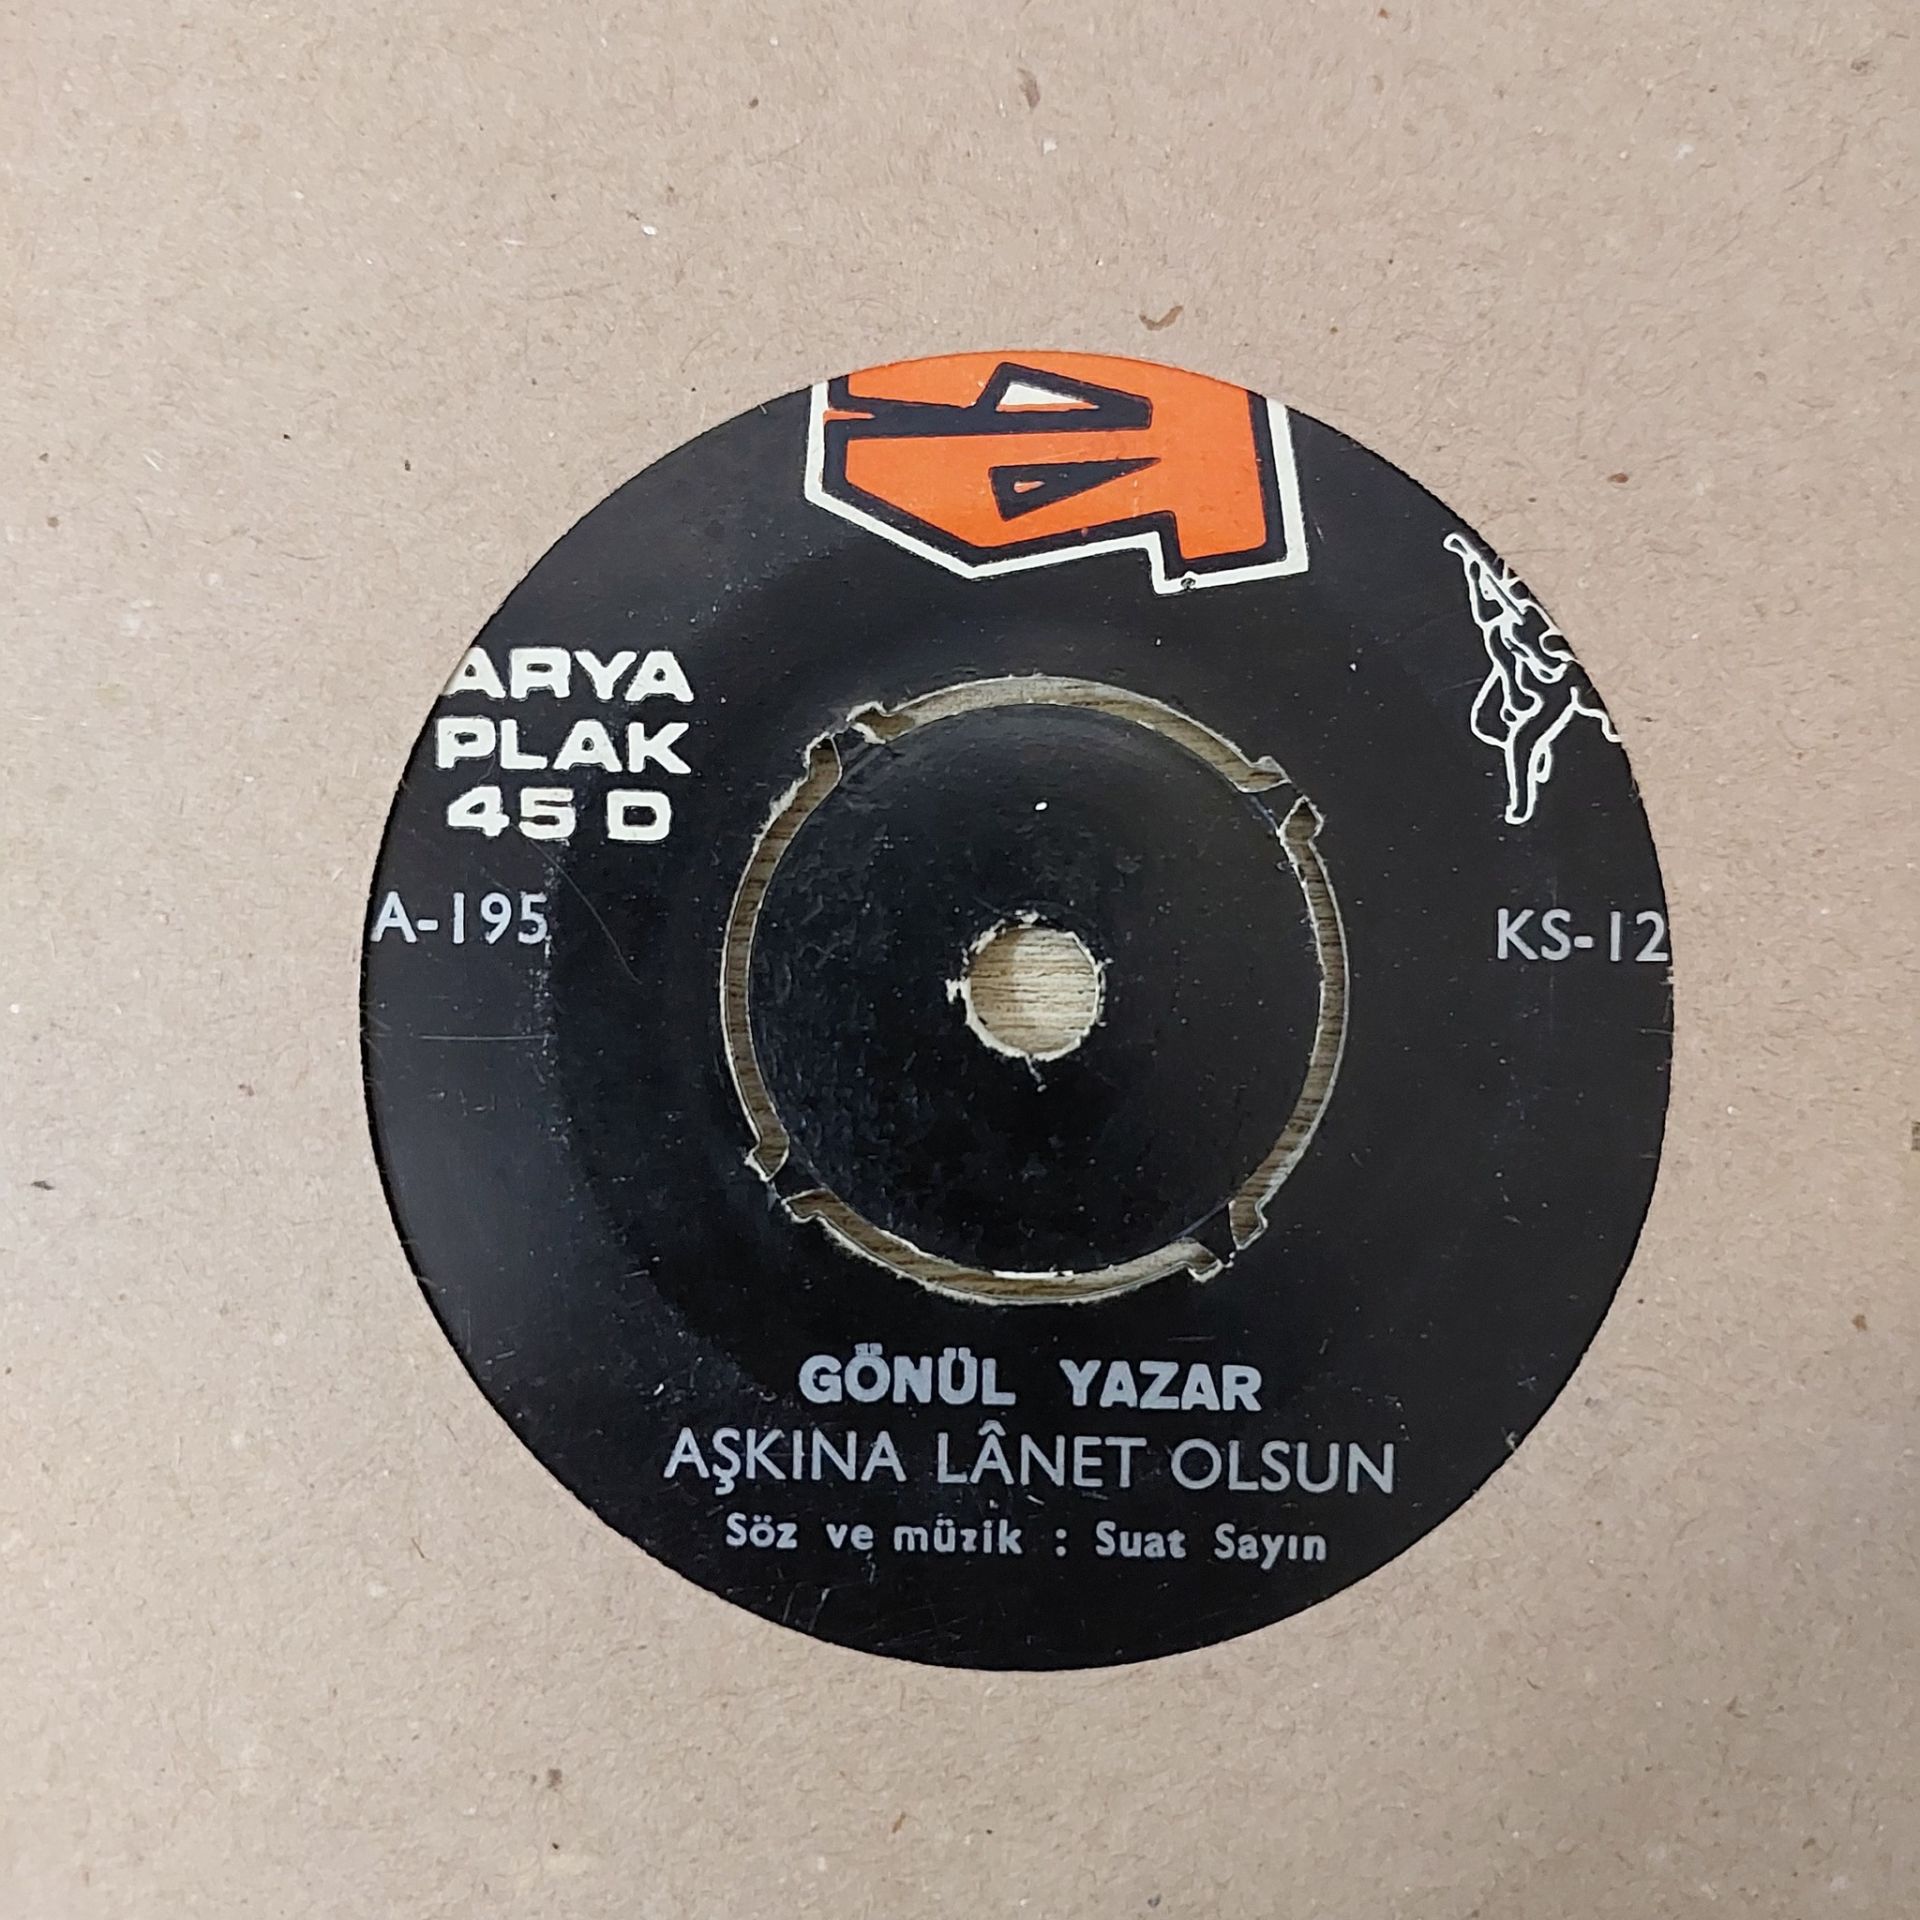 ARYA
PLAK
45 D
A-195
KS-12
GÖNÜL YAZAR
AŞKINA LÂNET OLSUN
Söz ve müzik : Suat Sayın